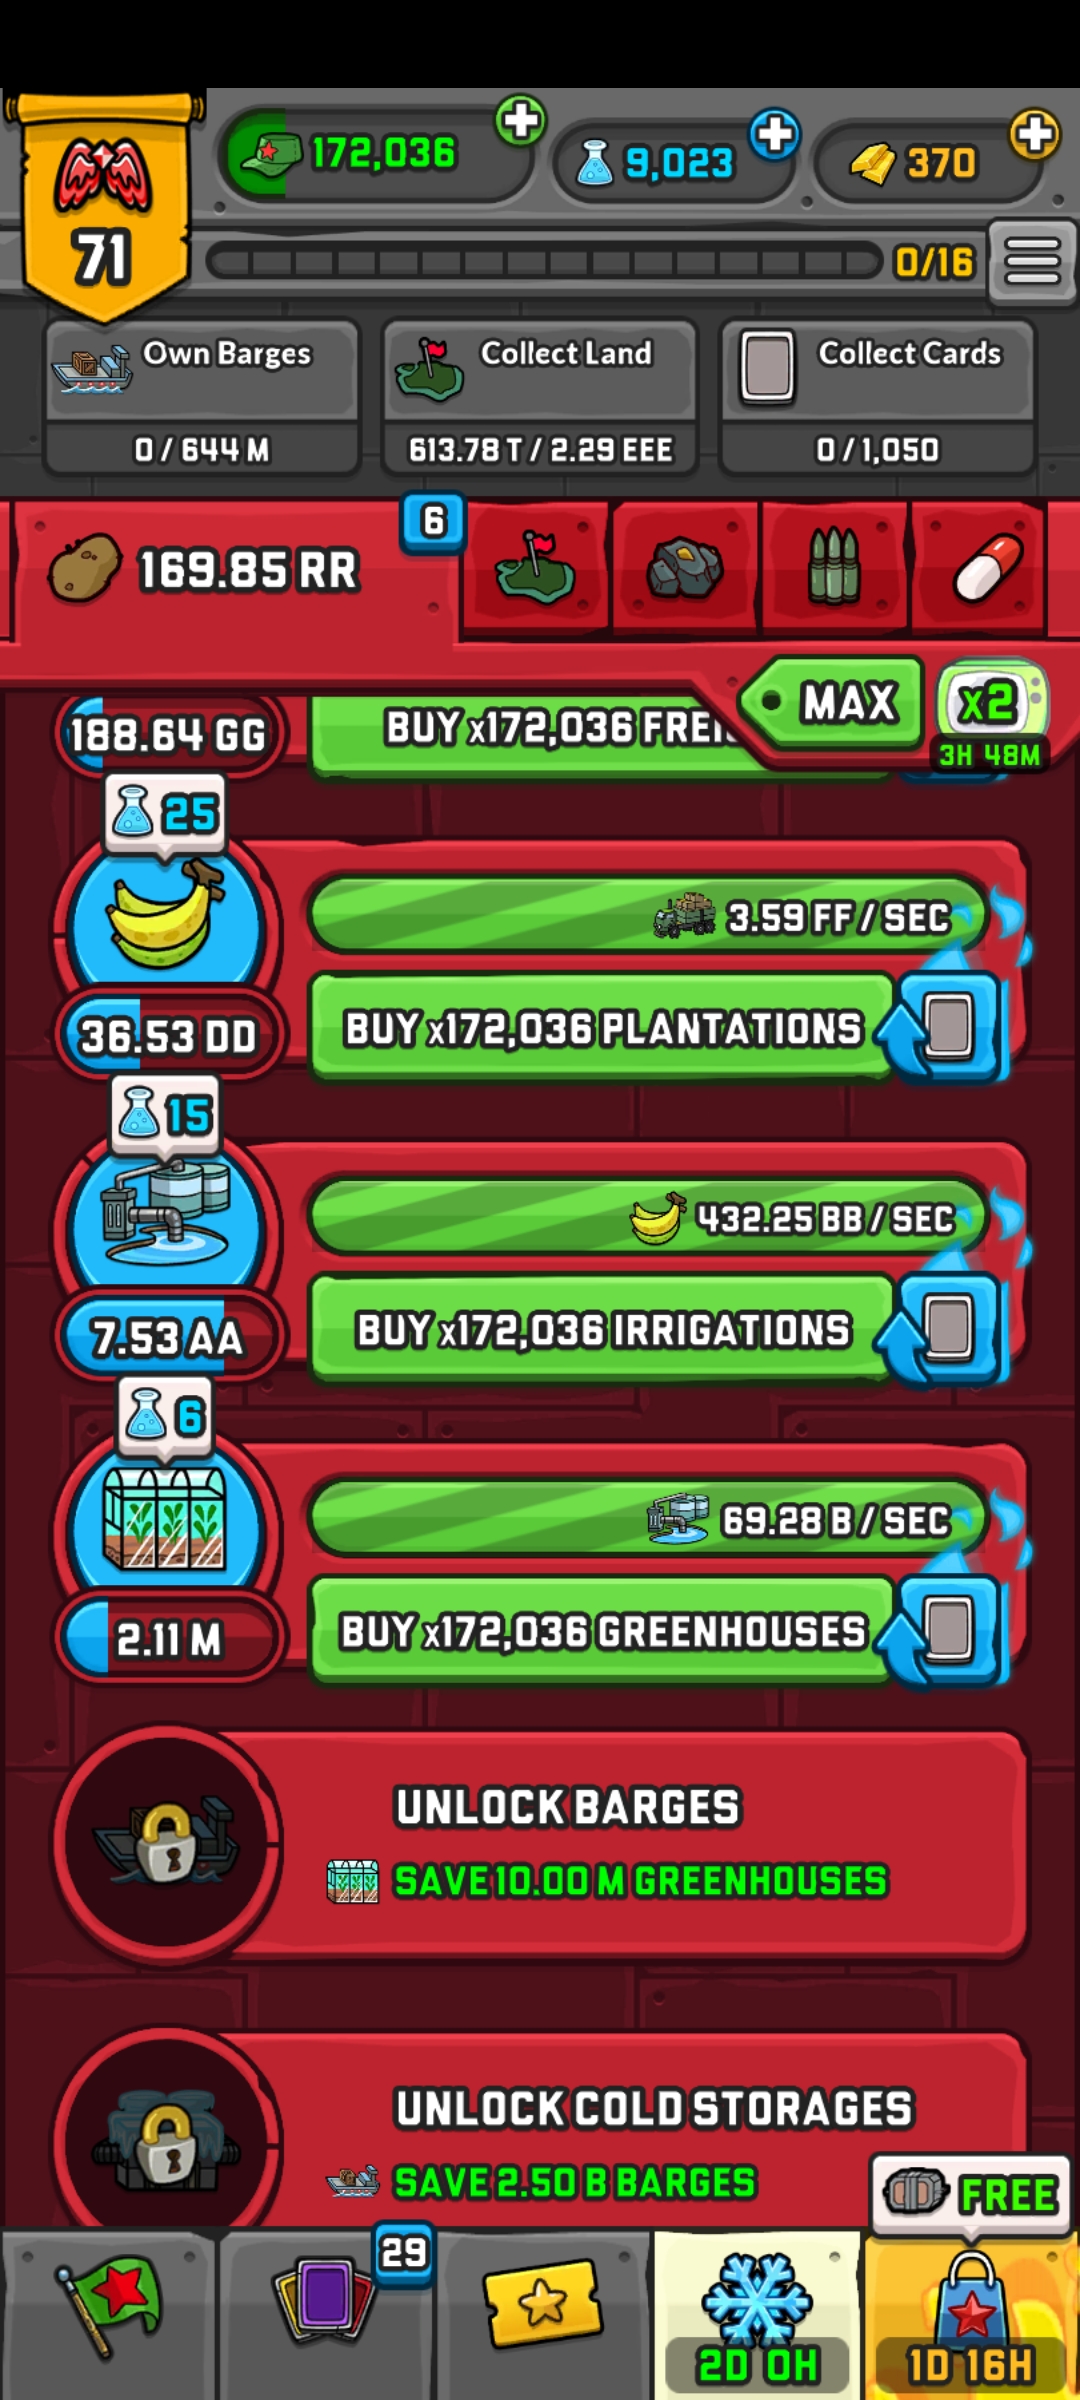 172,036
9,023
370
71
0/16
Own Barges
0 / 644 M
Collect Land
613.78 T / 2.29 EEE
Collect Cards
0 / 1,050
169.85 RR
6
MAX
x2
3H 48M
188.64 GG
BUY x172,036 FREI
25
3.59 FF / SEC
36.53 DD
BUY x172,036 PLANTATIONS
15
432.25 BB / SEC
7.53 AA
BUY x172,036 IRRIGATIONS
6
69.28 B / SEC
2.11 M
BUY x172,036 GREENHOUSES
UNLOCK BARGES
SAVE 10.00 M GREENHOUSES
UNLOCK COLD STORAGES
SAVE 2.50 B BARGES
FREE
29
2D 0H
1D 16H